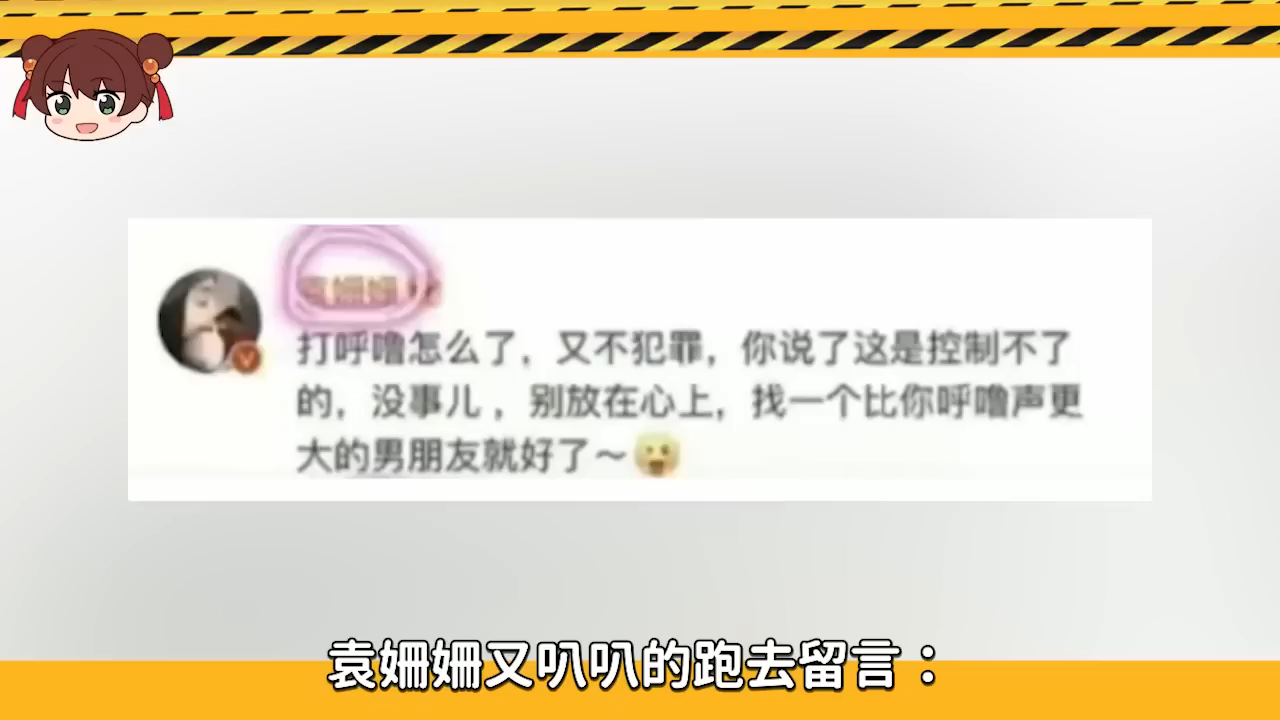 打呼噜怎么了，又不犯罪，你说了这是控制不了
的，没事儿，别放在心上，找一个比你呼噜声更
大的男朋友就好了～
袁姗姗又叭叭的跑去留言：